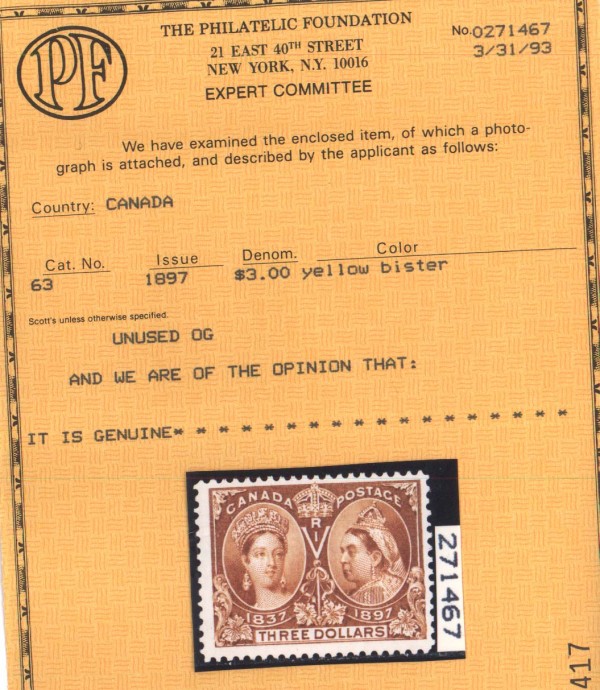 PF
THE PHILATELIC FOUNDATION
21 EAST 40TH STREET
NEW YORK, N.Y. 10016
EXPERT COMMITTEE
No.0271467
3/31/93
We have examined the enclosed item, of which a photo-
graph is attached, and described by the applicant as follows:
Country: CANADA
Cat. No. Issue Denom. Color
63 1897 $3.00 yellow bister
Scott's unless otherwise specified.
UNUSED OG
AND WE ARE OF THE OPINION THAT:
IT IS GENUINE* * * * * * * * * * * * * * *
CANADA POSTAGE
V R I
1837 1897
THREE DOLLARS
271467
417